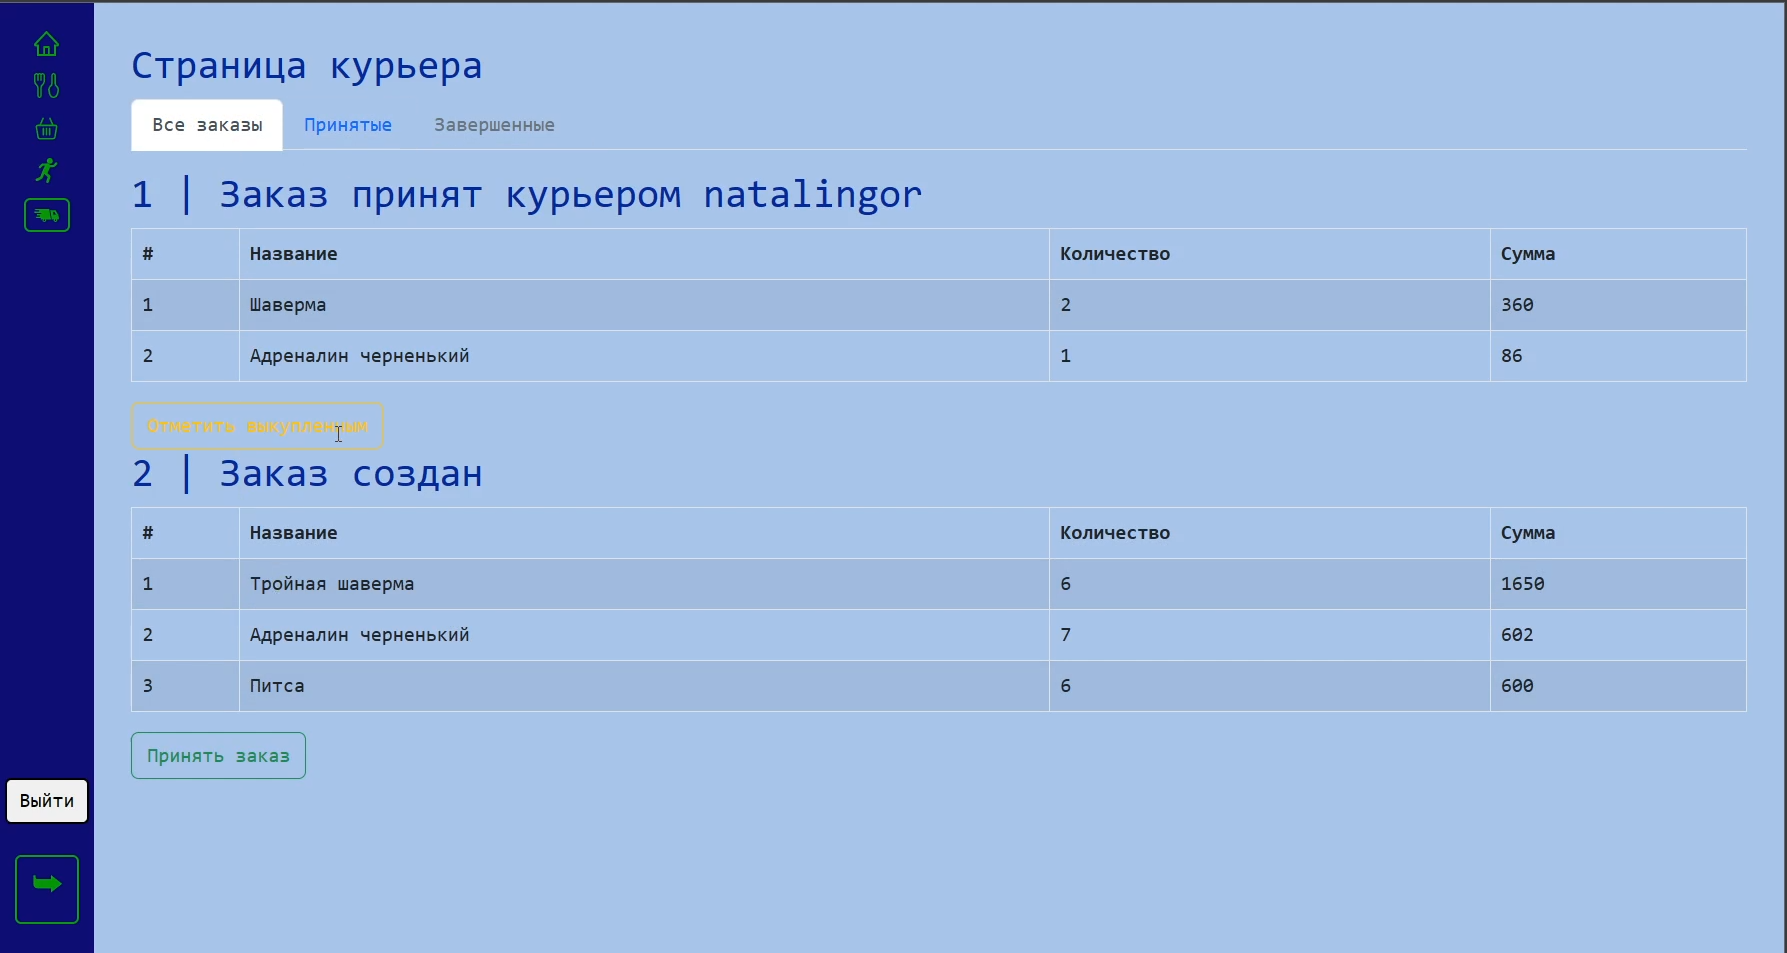 Страница курьера
Все заказы Принятые Завершенные
1 | Заказ принят курьером natalingor
# Название Количество Сумма
1 Шаверма 2 360
2 Адреналин черненький 1 86
Отметить выкупленным
2 | Заказ создан
# Название Количество Сумма
1 Тройная шаверма 6 1650
2 Адреналин черненький 7 602
3 Питса 6 600
Принять заказ
Выйти